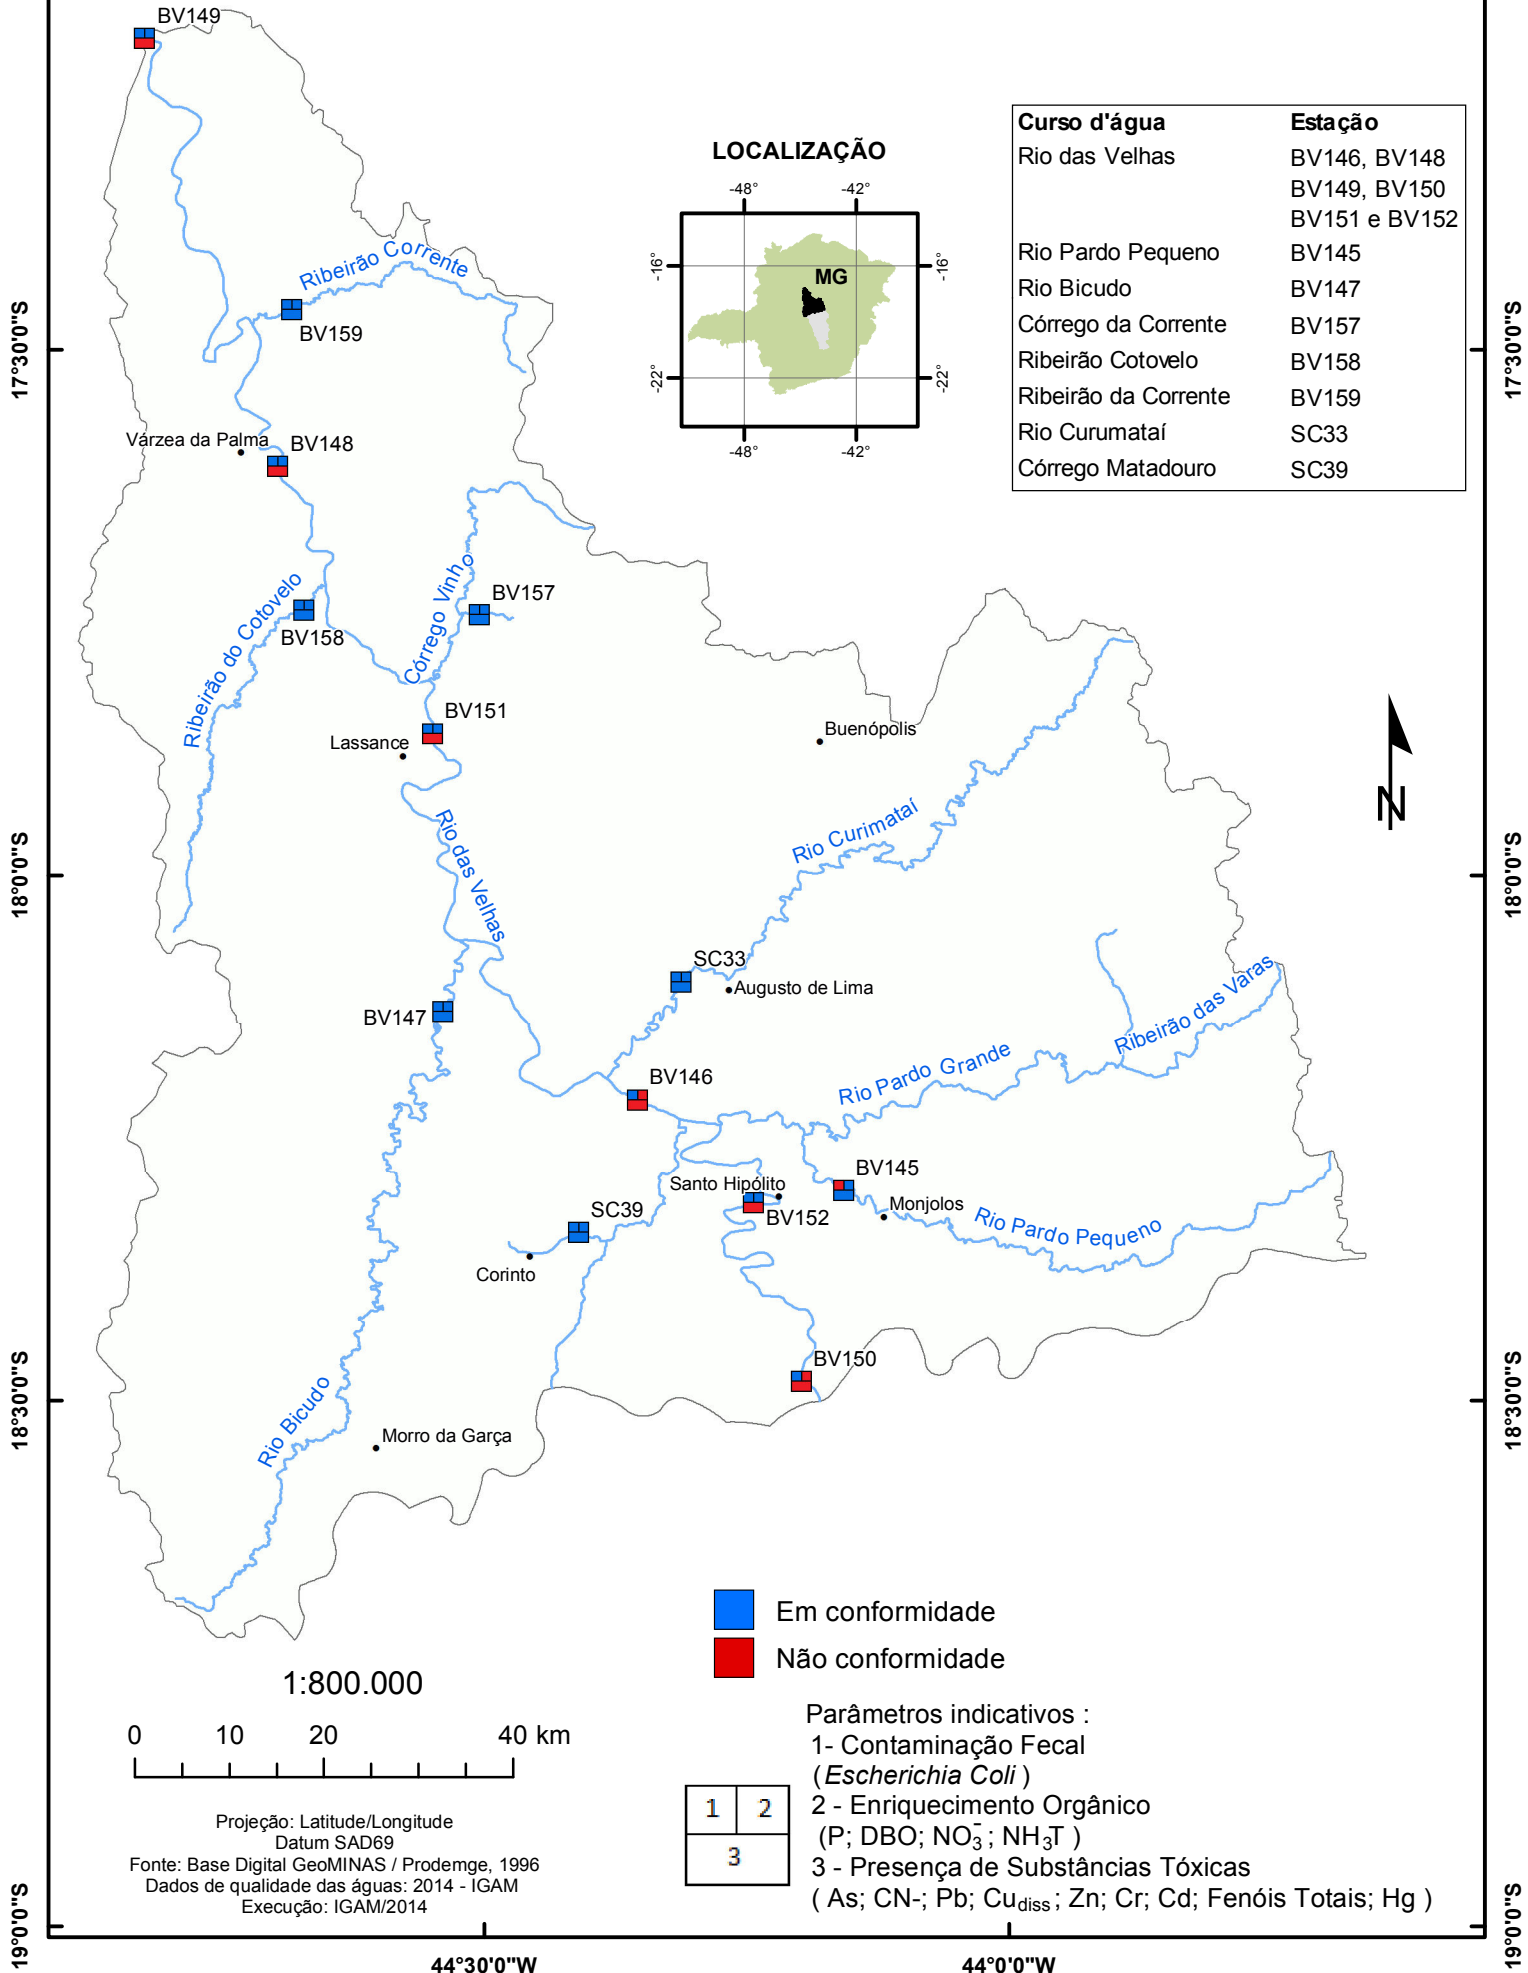 BV149
LOCALIZAÇÃO
-48°
-42°
-16°
-16°
MG
-22°
-22°
-48°
-42°
Curso d'água Estação
Rio das Velhas BV146, BV148
BV149, BV150
BV151 e BV152
Rio Pardo Pequeno BV145
Rio Bicudo BV147
Córrego da Corrente BV157
Ribeirão Cotovelo BV158
Ribeirão da Corrente BV159
Rio Curumataí SC33
Córrego Matadouro SC39
Ribeirão Corrente
BV159
17°30'0"S
17°30'0"S
Várzea da Palma
BV148
Córrego Vinho
BV157
Ribeirão do Cotovelo
BV158
BV151
Lassance
Buenópolis
N
Rio das Velhas
Rio Curimataí
18°0'0"S
18°0'0"S
SC33
Augusto de Lima
Ribeirão das Varas
BV147
Rio Pardo Grande
BV146
BV145
Santo Hipólito
Monjolos
SC39
BV152
Rio Pardo Pequeno
Corinto
BV150
Rio Bicudo
18°30'0"S
18°30'0"S
Morro da Garça
Em conformidade
Não conformidade
1:800.000
0 10 20 40 km
Projeção: Latitude/Longitude
Datum SAD69
Fonte: Base Digital GeoMINAS / Prodemge, 1996
Dados de qualidade das águas: 2014 - IGAM
Execução: IGAM/2014
Parâmetros indicativos :
1- Contaminação Fecal
(Escherichia Coli )
1 2
3
2 - Enriquecimento Orgânico
(P; DBO; NO₃⁻; NH₃T )
3 - Presença de Substâncias Tóxicas
( As; CN-; Pb; Cudiss; Zn; Cr; Cd; Fenóis Totais; Hg )
19°0'0"S
19°0'0"S
44°30'0"W
44°0'0"W